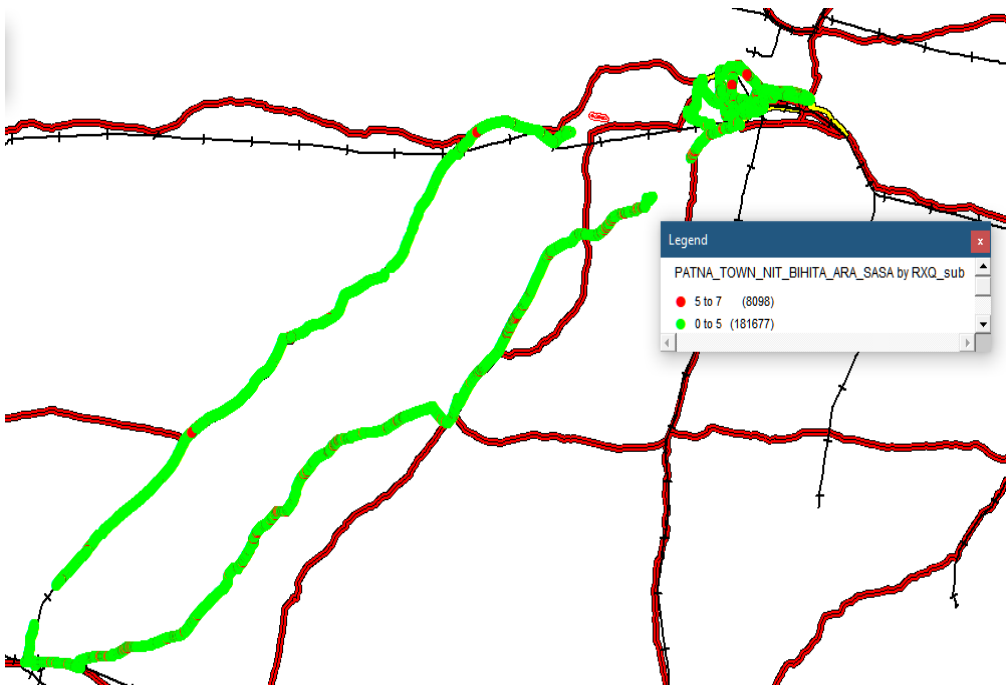 Legend
x
PATNA_TOWN_NIT_BIHITA_ARA_SASA by RXQ_sub
5 to 7 (8098)
0 to 5 (181677)